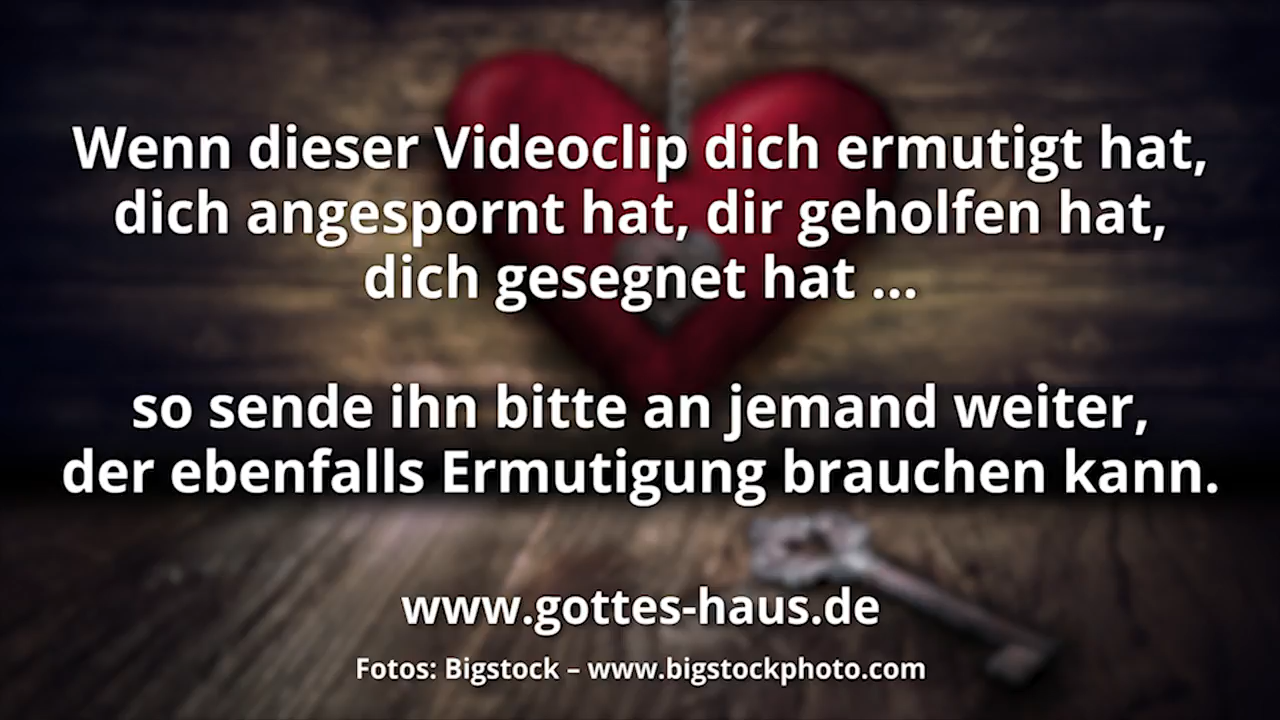 Wenn dieser Videoclip dich ermutigt hat,
dich angespornt hat, dir geholfen hat,
dich gesegnet hat ...
so sende ihn bitte an jemand weiter,
der ebenfalls Ermutigung brauchen kann.
www.gottes-haus.de
Fotos: Bigstock – www.bigstockphoto.com